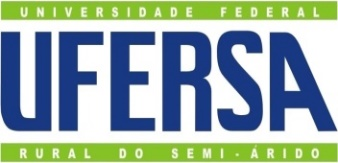 UNIVERSIDADE FEDERAL
UFERSA
RURAL DO SEMI-ÁRIDO